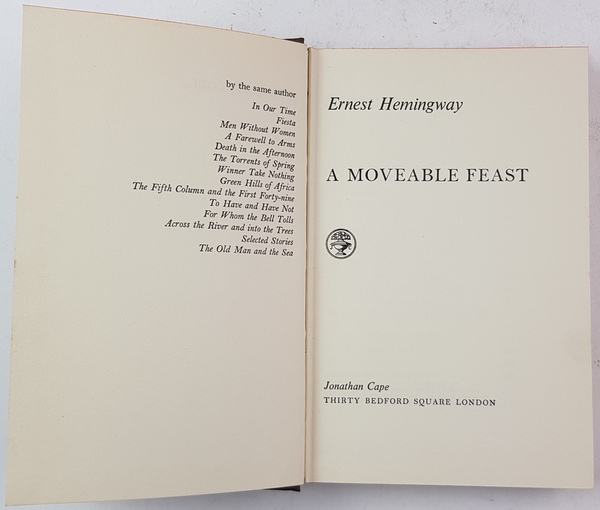 by the same author
In Our Time
Fiesta
Men Without Women
A Farewell to Arms
Death in the Afternoon
The Torrents of Spring
Winner Take Nothing
Green Hills of Africa
The Fifth Column and the First Forty-nine
To Have and Have Not
For Whom the Bell Tolls
Across the River and into the Trees
Selected Stories
The Old Man and the Sea
Ernest Hemingway
A MOVEABLE FEAST
Jonathan Cape
THIRTY BEDFORD SQUARE LONDON